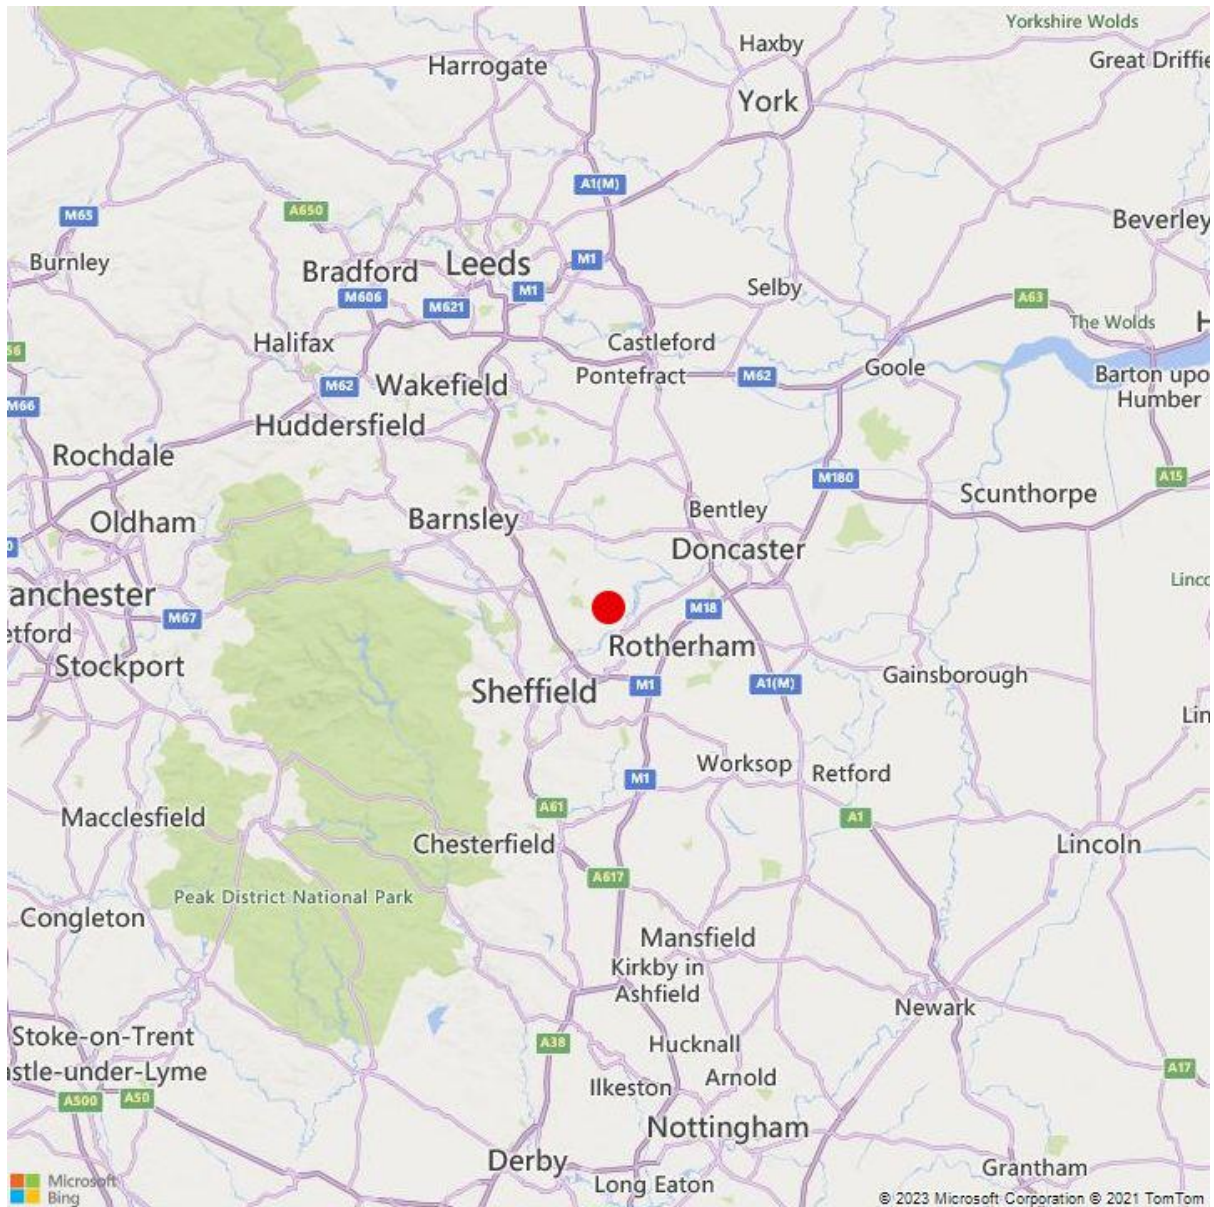 Yorkshire Wolds
Haxby
Great Driffie
Harrogate
York
A1(M)
M65
A650
Beverley
Burnley
Bradford
Leeds
M1
M1
M606
M621
Selby
A63
The Wolds
H
56
Halifax
Castleford
Goole
M62
Wakefield
Pontefract
M62
Barton upo
Humber
M66
Huddersfield
Rochdale
M180
A15
Scunthorpe
Oldham
Barnsley
Bentley
0
Doncaster
Linco
anchester
M67
M18
etford
Rotherham
Stockport
Gainsborough
Sheffield
M1
A1(M)
Lin
Worksop
Retford
M1
A61
A1
Macclesfield
Chesterfield
Lincoln
A617
Peak District National Park
Congleton
Mansfield
Kirkby in
Ashfield
Newark
Stoke-on-Trent
A38
Hucknall
astle-under-Lyme
Ilkeston
Arnold
A17
A500
A50
Nottingham
Derby
Grantham
Long Eaton
Microsoft
Bing
© 2023 Microsoft Corporation © 2021 TomTom